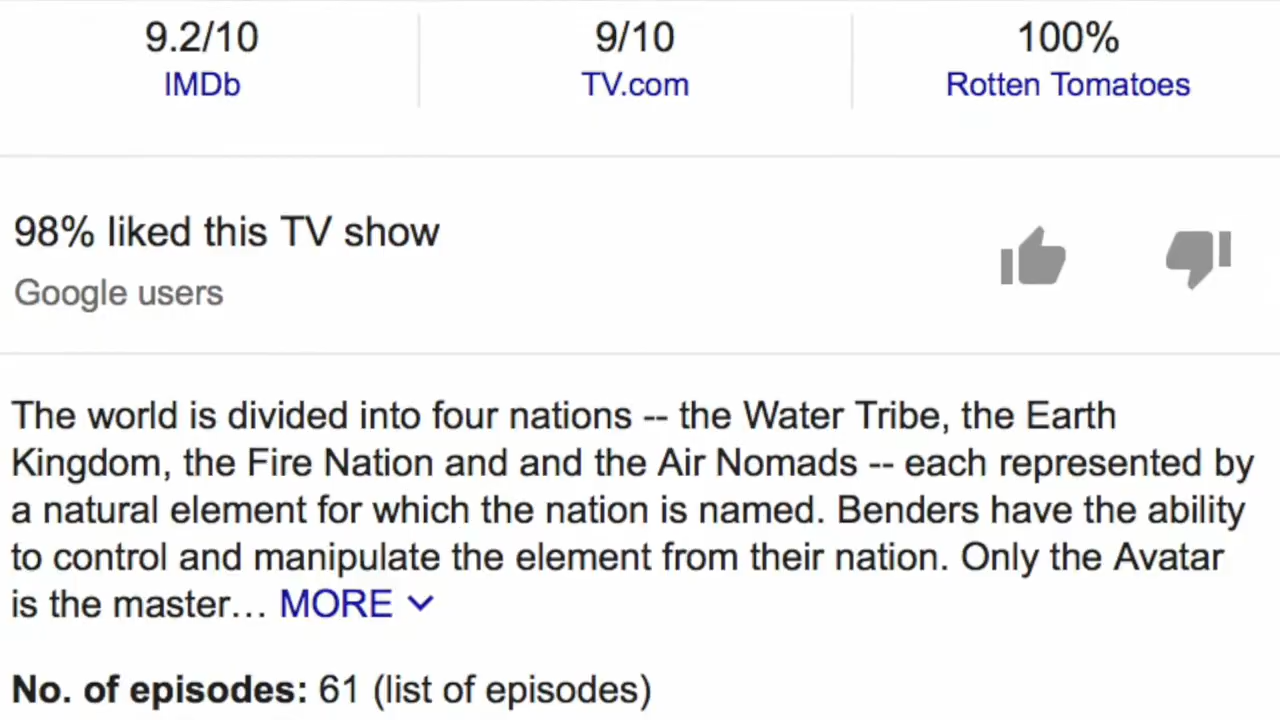 9.2/10 9/10 100%
IMDb TV.com Rotten Tomatoes
98% liked this TV show
Google users
The world is divided into four nations -- the Water Tribe, the Earth
Kingdom, the Fire Nation and and the Air Nomads -- each represented by
a natural element for which the nation is named. Benders have the ability
to control and manipulate the element from their nation. Only the Avatar
is the master... MORE
No. of episodes: 61 (list of episodes)